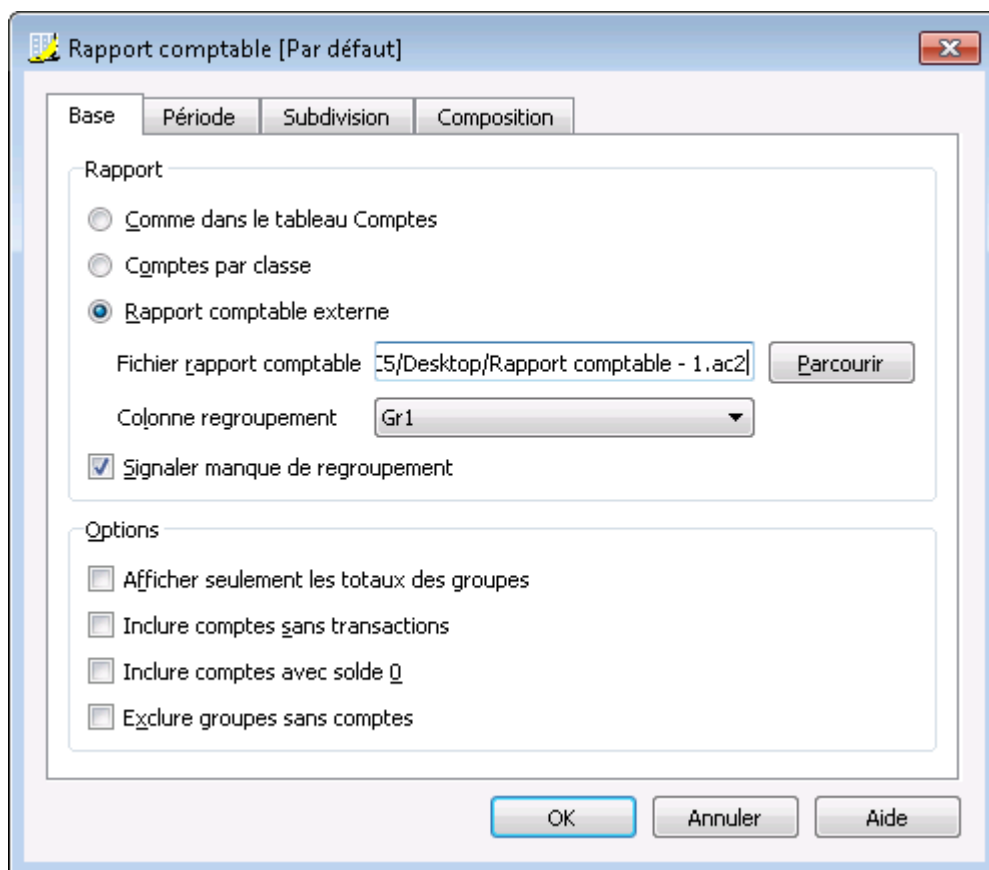 Rapport comptable [Par défaut]
Base Période Subdivision Composition
Rapport
Comme dans le tableau Comptes
Comptes par classe
Rapport comptable externe
Fichier rapport comptable C5/Desktop/Rapport comptable - 1.ac2 Parcourir
Colonne regroupement Gr1
Signaler manque de regroupement
Options
Afficher seulement les totaux des groupes
Inclure comptes sans transactions
Inclure comptes avec solde 0
Exclure groupes sans comptes
OK Annuler Aide